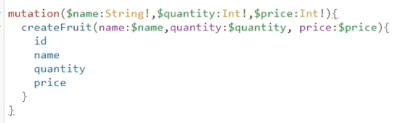 mutation($name:String!,$quantity:Int!,$price:Int!){
  createFruit(name:$name,quantity:$quantity, price:$price){
    id
    name
    quantity
    price
  }
}